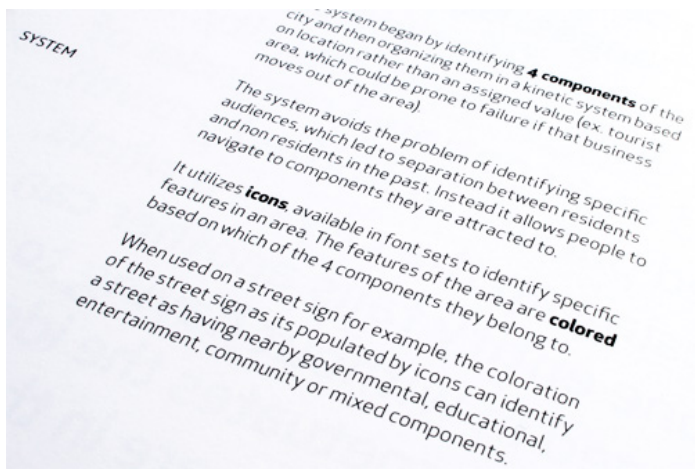 SYSTEM
system began by identifying 4 components of the
city and then organizing them in a kinetic system based
on location rather than an assigned value (ex. tourist
area, which could be prone to failure if that business
moves out of the area).
The system avoids the problem of identifying specific
audiences, which led to separation between residents
and non residents in the past. Instead it allows people to
navigate to components they are attracted to.
It utilizes icons, available in font sets to identify specific
features in an area. The features of the area are colored
based on which of the 4 components they belong to.
When used on a street sign for example, the coloration
of the street sign as its populated by icons can identify
a street as having nearby governmental, educational,
entertainment, community or mixed components.